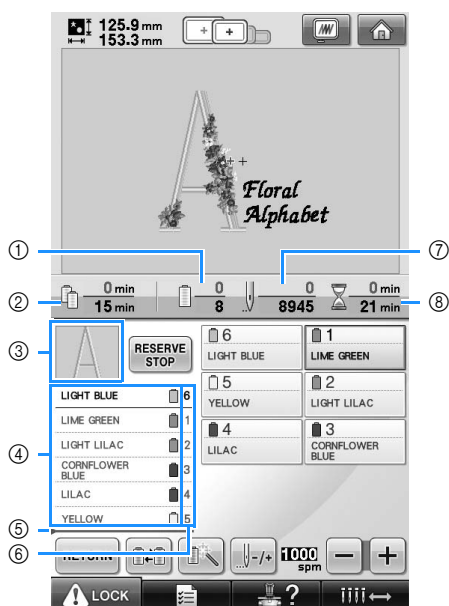 125.9 mm
153.3 mm
+ +
Floral
Alphabet
① ⑦
0 min 0 0 0 min
② 15 min 8 8945 21 min ⑧
③
RESERVE
STOP
6 LIGHT BLUE
1 LIME GREEN
5 YELLOW
2 LIGHT LILAC
4 LILAC
3 CORNFLOWER
BLUE
④
LIGHT BLUE 6
LIME GREEN 1
LIGHT LILAC 2
CORNFLOWER
BLUE 3
LILAC 4
YELLOW 5
⑤
⑥
RETURN -/+ 1000
spm − +
LOCK ?